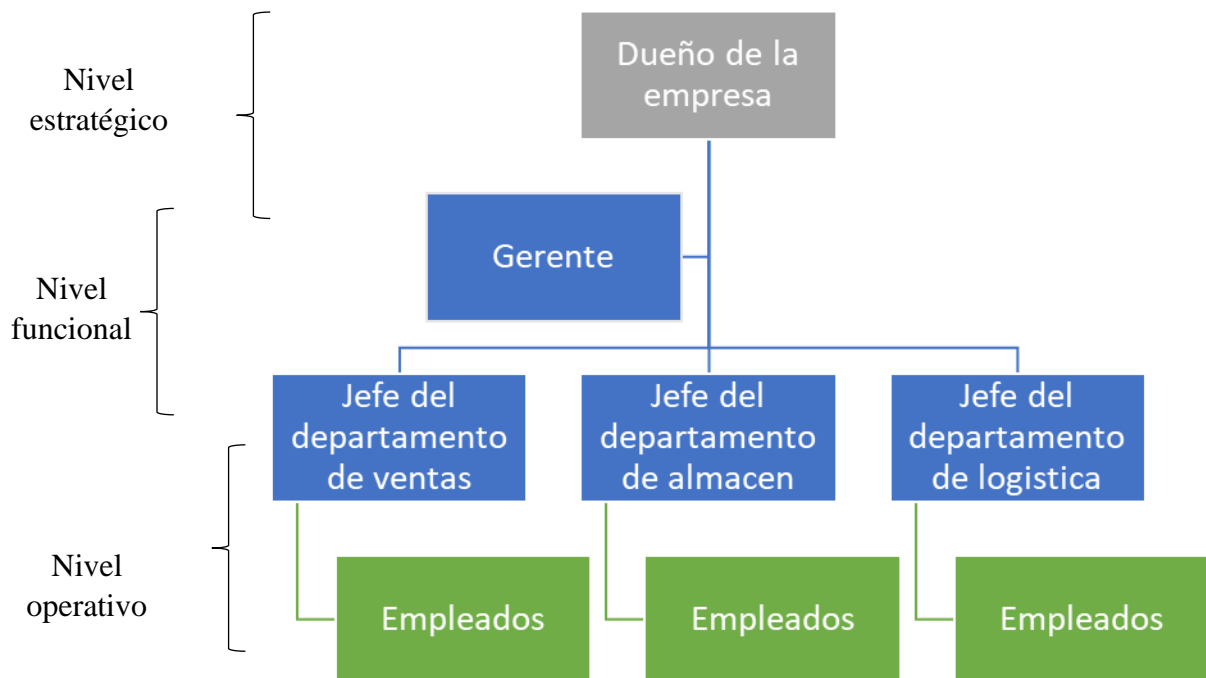 Dueño de la
empresa
Nivel
estratégico
Gerente
Nivel
funcional
Jefe del
departamento
de ventas
Jefe del
departamento
de almacen
Jefe del
departamento
de logistica
Nivel
operativo
Empleados
Empleados
Empleados